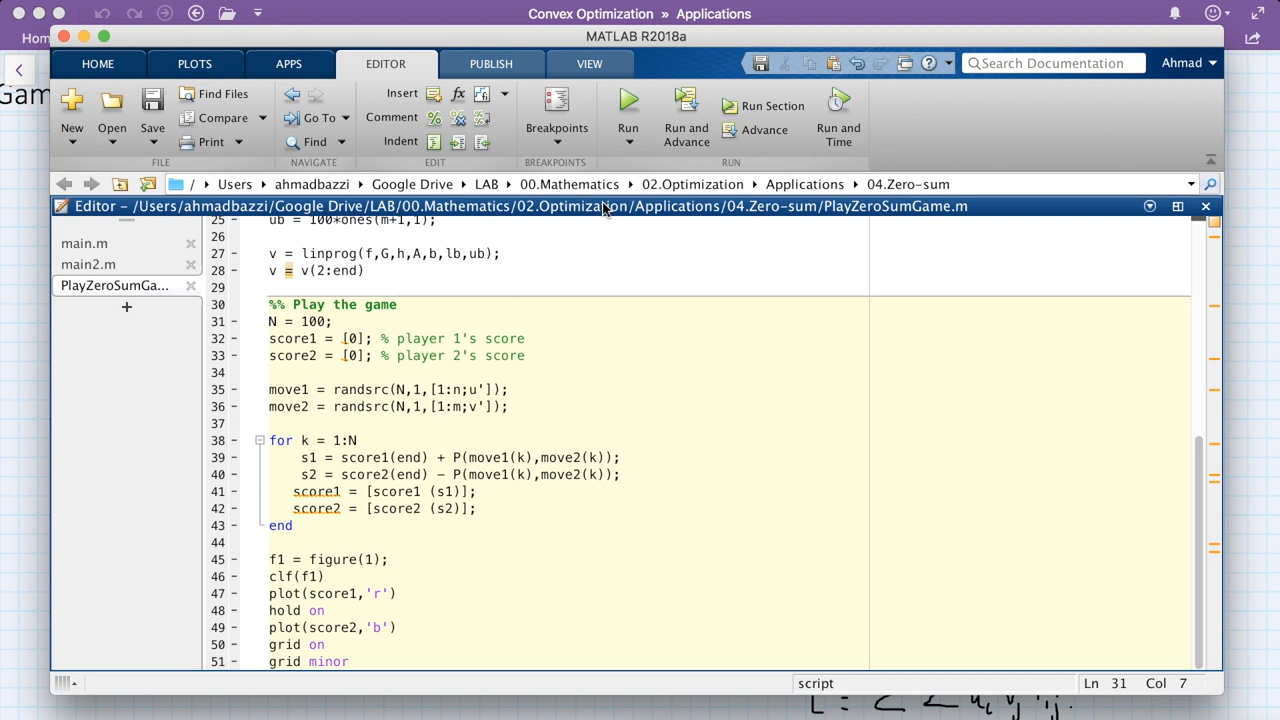 Convex Optimization » Applications
Hom
MATLAB R2018a
HOME PLOTS APPS EDITOR PUBLISH VIEW
Search Documentation
Ahmad
Gam
New
Open
Save
Find Files
Compare
Print
FILE
Go To
Find
NAVIGATE
Insert
Comment
Indent
EDIT
Breakpoints
BREAKPOINTS
Run
Run and Advance
Run Section
Advance
Run and Time
RUN
/ Users ahmadbazzi Google Drive LAB 00.Mathematics 02.Optimization Applications 04.Zero-sum
Editor – /Users/ahmadbazzi/Google Drive/LAB/00.Mathematics/02.Optimization/Applications/04.Zero-sum/PlayZeroSumGame.m
main.m
main2.m
PlayZeroSumGa...
25 – ub = 100*ones(m+1,1);
26
27 – v = linprog(f,G,h,A,b,lb,ub);
28 – v = v(2:end)
29
30 %% Play the game
31 – N = 100;
32 – score1 = [0]; % player 1's score
33 – score2 = [0]; % player 2's score
34
35 – move1 = randsrc(N,1,[1:n;u']);
36 – move2 = randsrc(N,1,[1:m;v']);
37
38 – for k = 1:N
39 – s1 = score1(end) + P(move1(k),move2(k));
40 – s2 = score2(end) - P(move1(k),move2(k));
41 – score1 = [score1 (s1)];
42 – score2 = [score2 (s2)];
43 – end
44
45 – f1 = figure(1);
46 – clf(f1)
47 – plot(score1,'r')
48 – hold on
49 – plot(score2,'b')
50 – grid on
51 – grid minor
script
Ln 31 Col 7